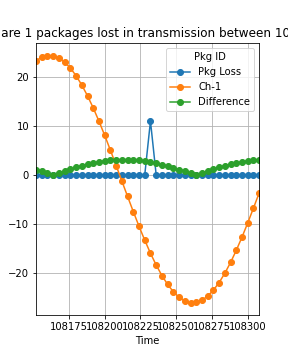 are 1 packages lost in transmission between 10
Pkg ID
Pkg Loss
Ch-1
Difference
20
10
0
−10
−20
108175
108200
108225
108250
108275
108300
Time